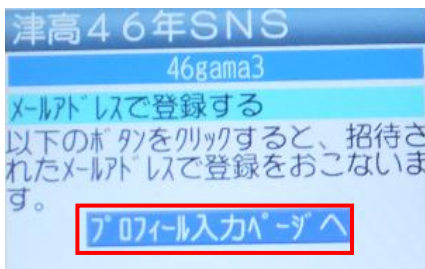 津高46年SNS
46gama3
ﾒｰﾙｱﾄﾞﾚｽで登録する
以下のﾎﾞﾀﾝをｸﾘｯｸすると、招待さ
れたﾒｰﾙｱﾄﾞﾚｽで登録をおこないま
す。
ﾌﾟﾛﾌｨｰﾙ入力ﾍﾟｰｼﾞへ